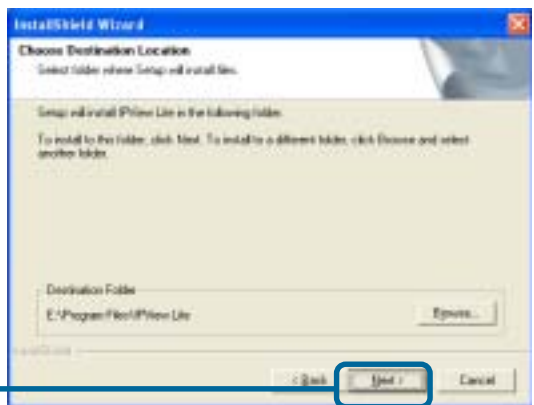 InstallShield Wizard
Choose Destination Location
Select folder where Setup will install files.
Setup will install IPView Lite in the following folder.
To install to this folder, click Next. To install to a different folder, click Browse and select
another folder.
Destination Folder
E:\Program Files\IPView Lite
Browse...
InstallShield
< Back
Next >
Cancel